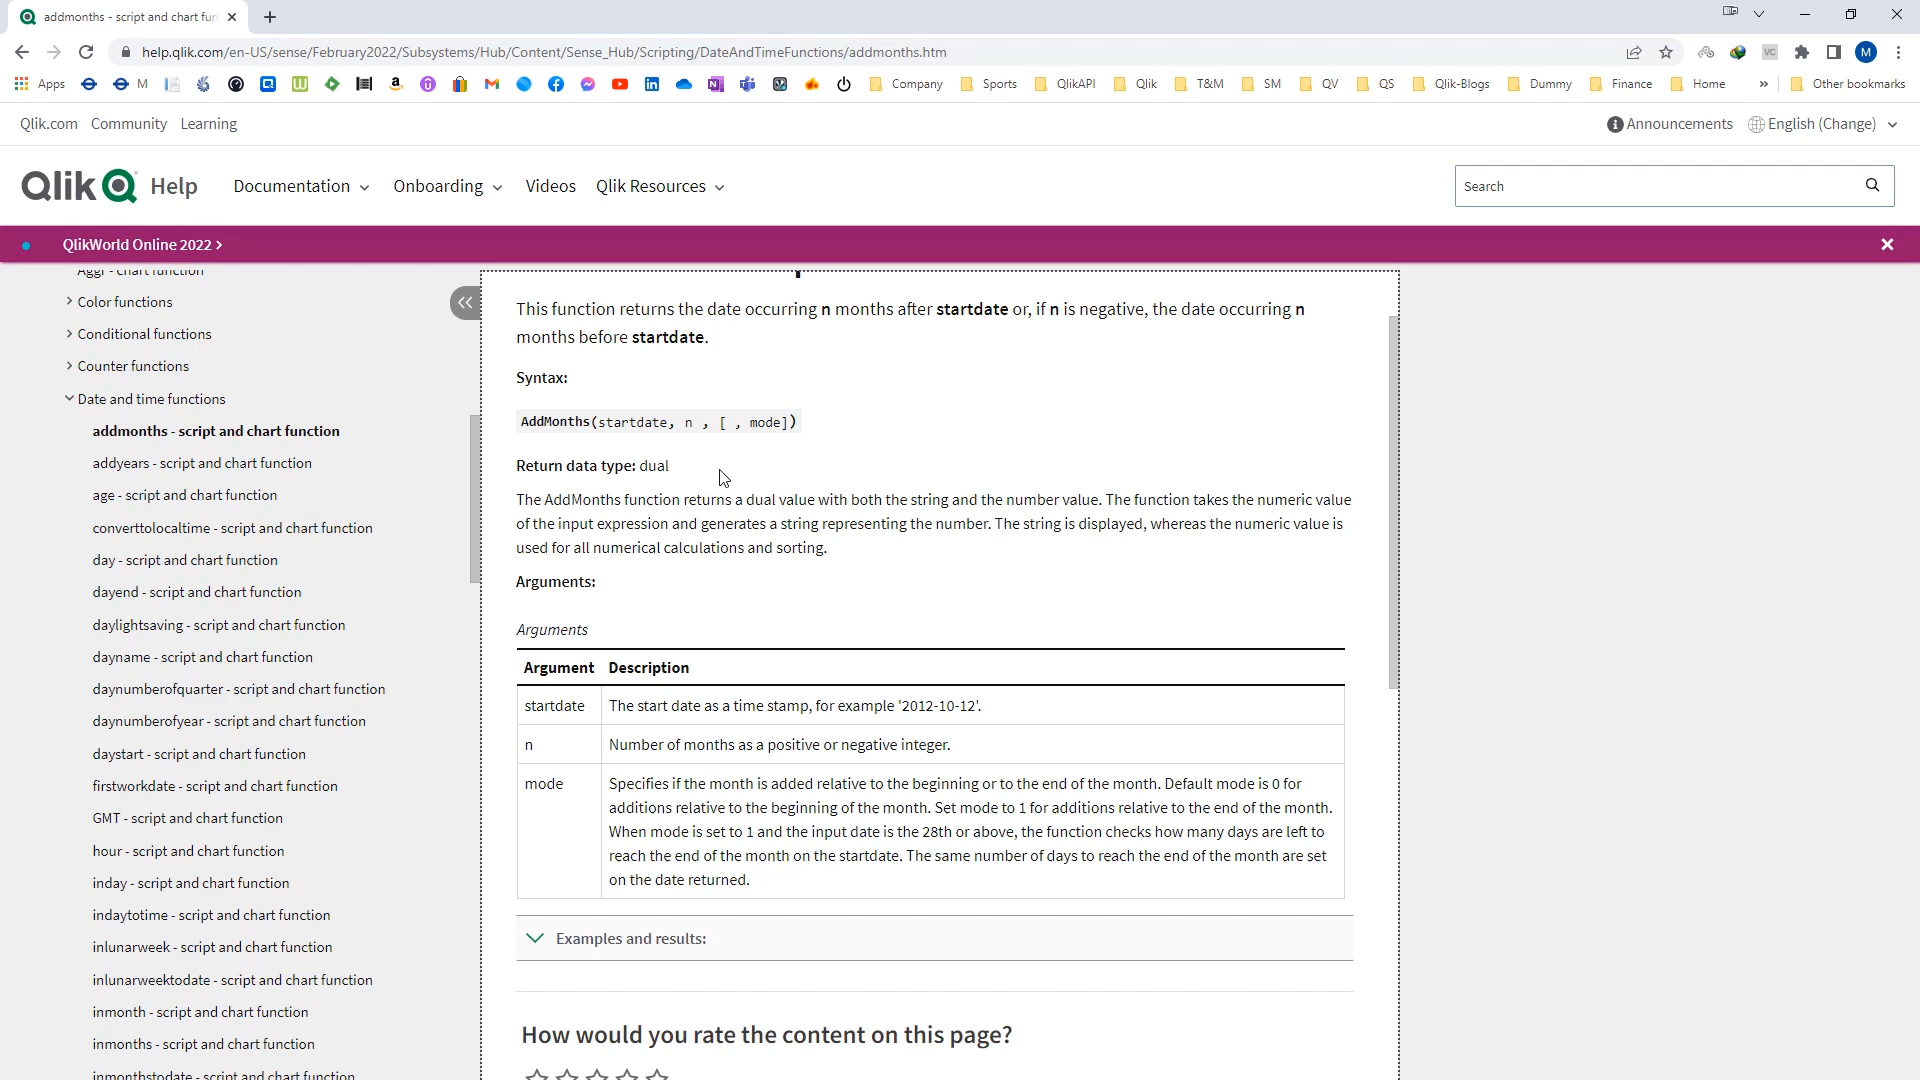 addmonths - script and chart fun
help.qlik.com/en-US/sense/February2022/Subsystems/Hub/Content/Sense_Hub/Scripting/DateAndTimeFunctions/addmonths.htm
Apps M Company Sports QlikAPI Qlik T&M SM QV QS Qlik-Blogs Dummy Finance Home » Other bookmarks
Qlik.com Community Learning
Announcements English (Change)
Qlik Help Documentation Onboarding Videos Qlik Resources Search
QlikWorld Online 2022 >
Aggr - chart function
Color functions
Conditional functions
Counter functions
Date and time functions
addmonths - script and chart function
addyears - script and chart function
age - script and chart function
converttolocaltime - script and chart function
day - script and chart function
dayend - script and chart function
daylightsaving - script and chart function
dayname - script and chart function
daynumberofquarter - script and chart function
daynumberofyear - script and chart function
daystart - script and chart function
firstworkdate - script and chart function
GMT - script and chart function
hour - script and chart function
inday - script and chart function
indaytotime - script and chart function
inlunarweek - script and chart function
inlunarweektodate - script and chart function
inmonth - script and chart function
inmonths - script and chart function
inmonthstodate - script and chart function
This function returns the date occurring n months after startdate or, if n is negative, the date occurring n
months before startdate.
Syntax:
AddMonths(startdate, n , [ , mode])
Return data type: dual
The AddMonths function returns a dual value with both the string and the number value. The function takes the numeric value
of the input expression and generates a string representing the number. The string is displayed, whereas the numeric value is
used for all numerical calculations and sorting.
Arguments:
Arguments
Argument Description
startdate The start date as a time stamp, for example '2012-10-12'.
n Number of months as a positive or negative integer.
mode Specifies if the month is added relative to the beginning or to the end of the month. Default mode is 0 for
additions relative to the beginning of the month. Set mode to 1 for additions relative to the end of the month.
When mode is set to 1 and the input date is the 28th or above, the function checks how many days are left to
reach the end of the month on the startdate. The same number of days to reach the end of the month are set
on the date returned.
Examples and results:
How would you rate the content on this page?